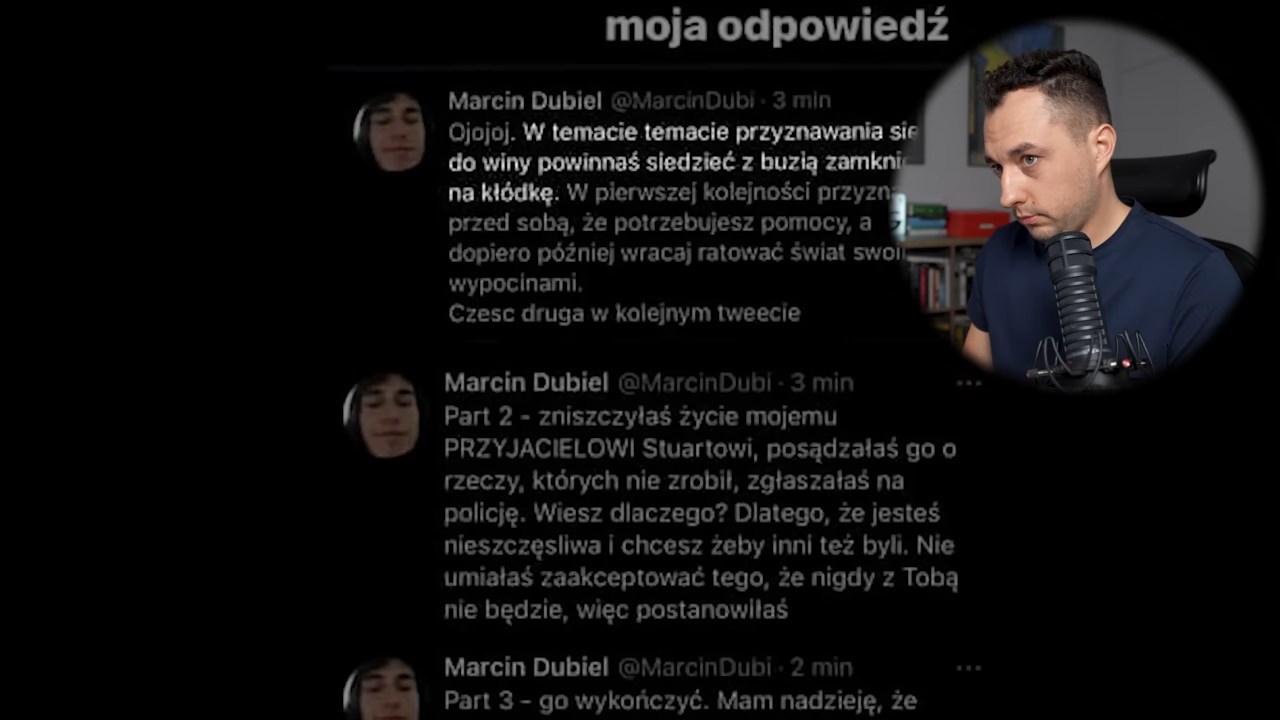 moja odpowiedź
Marcin Dubiel @MarcinDubi · 3 min
Ojojoj. W temacie temacie przyznawania się
do winy powinnaś siedzieć z buzią
na kłódkę. W pierwszej kolejności
przed sobą, że potrzebujesz pomocy, a
dopiero później wracaj ratować świat
wypocinami.
Czesc druga w kolejnym tweecie
Marcin Dubiel @MarcinDubi · 3 min
Part 2 - zniszczyłaś życie mojemu
PRZYJACIELOWI Stuartowi, posądzałaś go o
rzeczy, których nie zrobił, zgłaszałaś na
policję. Wiesz dlaczego? Dlatego, że jesteś
nieszczęsliwa i chcesz żeby inni też byli. Nie
umiałaś zaakceptować tego, że nigdy z Tobą
nie będzie, więc postanowiłaś
Marcin Dubiel @MarcinDubi · 2 min
Part 3 - go wykończyć. Mam nadzieję, że